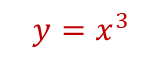 y = x³